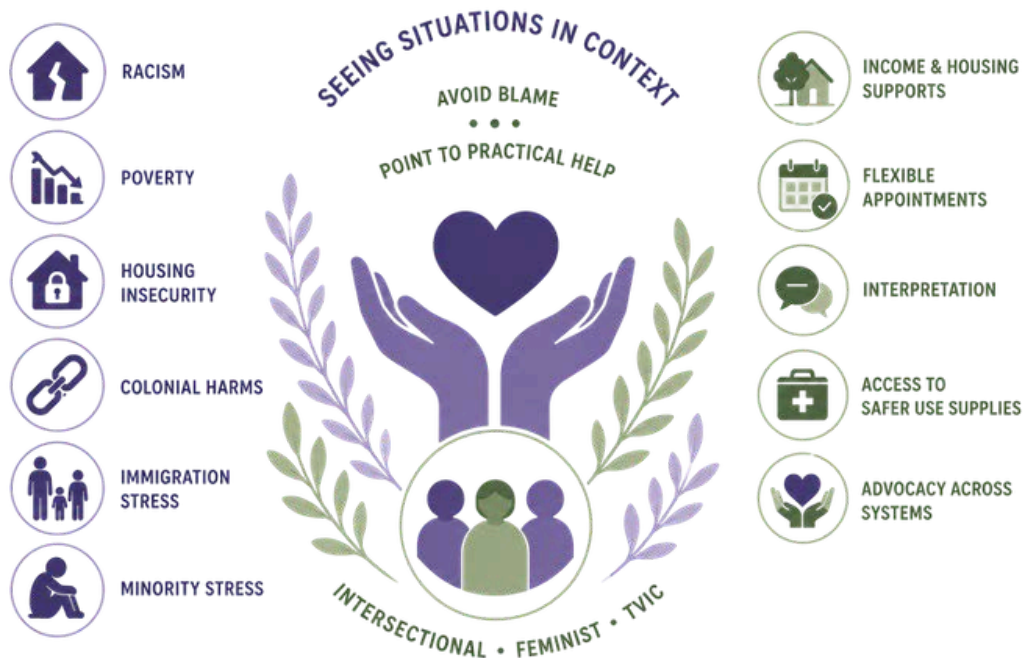 SEEING SITUATIONS IN CONTEXT
AVOID BLAME
POINT TO PRACTICAL HELP
RACISM
POVERTY
HOUSING
INSECURITY
COLONIAL HARMS
IMMIGRATION
STRESS
MINORITY STRESS
INCOME & HOUSING
SUPPORTS
FLEXIBLE
APPOINTMENTS
INTERPRETATION
ACCESS TO
SAFER USE SUPPLIES
ADVOCACY ACROSS
SYSTEMS
INTERSECTIONAL • FEMINIST • TVIC